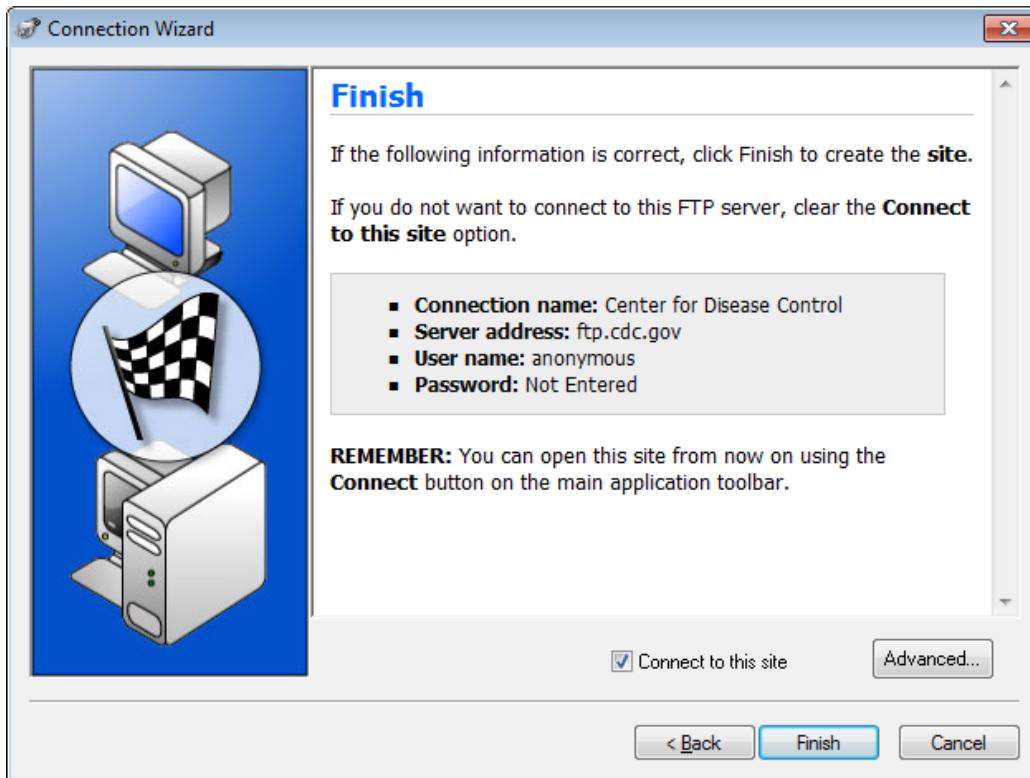 Connection Wizard
Finish
If the following information is correct, click Finish to create the site.
If you do not want to connect to this FTP server, clear the Connect
to this site option.
▪ Connection name: Center for Disease Control
▪ Server address: ftp.cdc.gov
▪ User name: anonymous
▪ Password: Not Entered
REMEMBER: You can open this site from now on using the
Connect button on the main application toolbar.
Connect to this site
Advanced...
< Back
Finish
Cancel